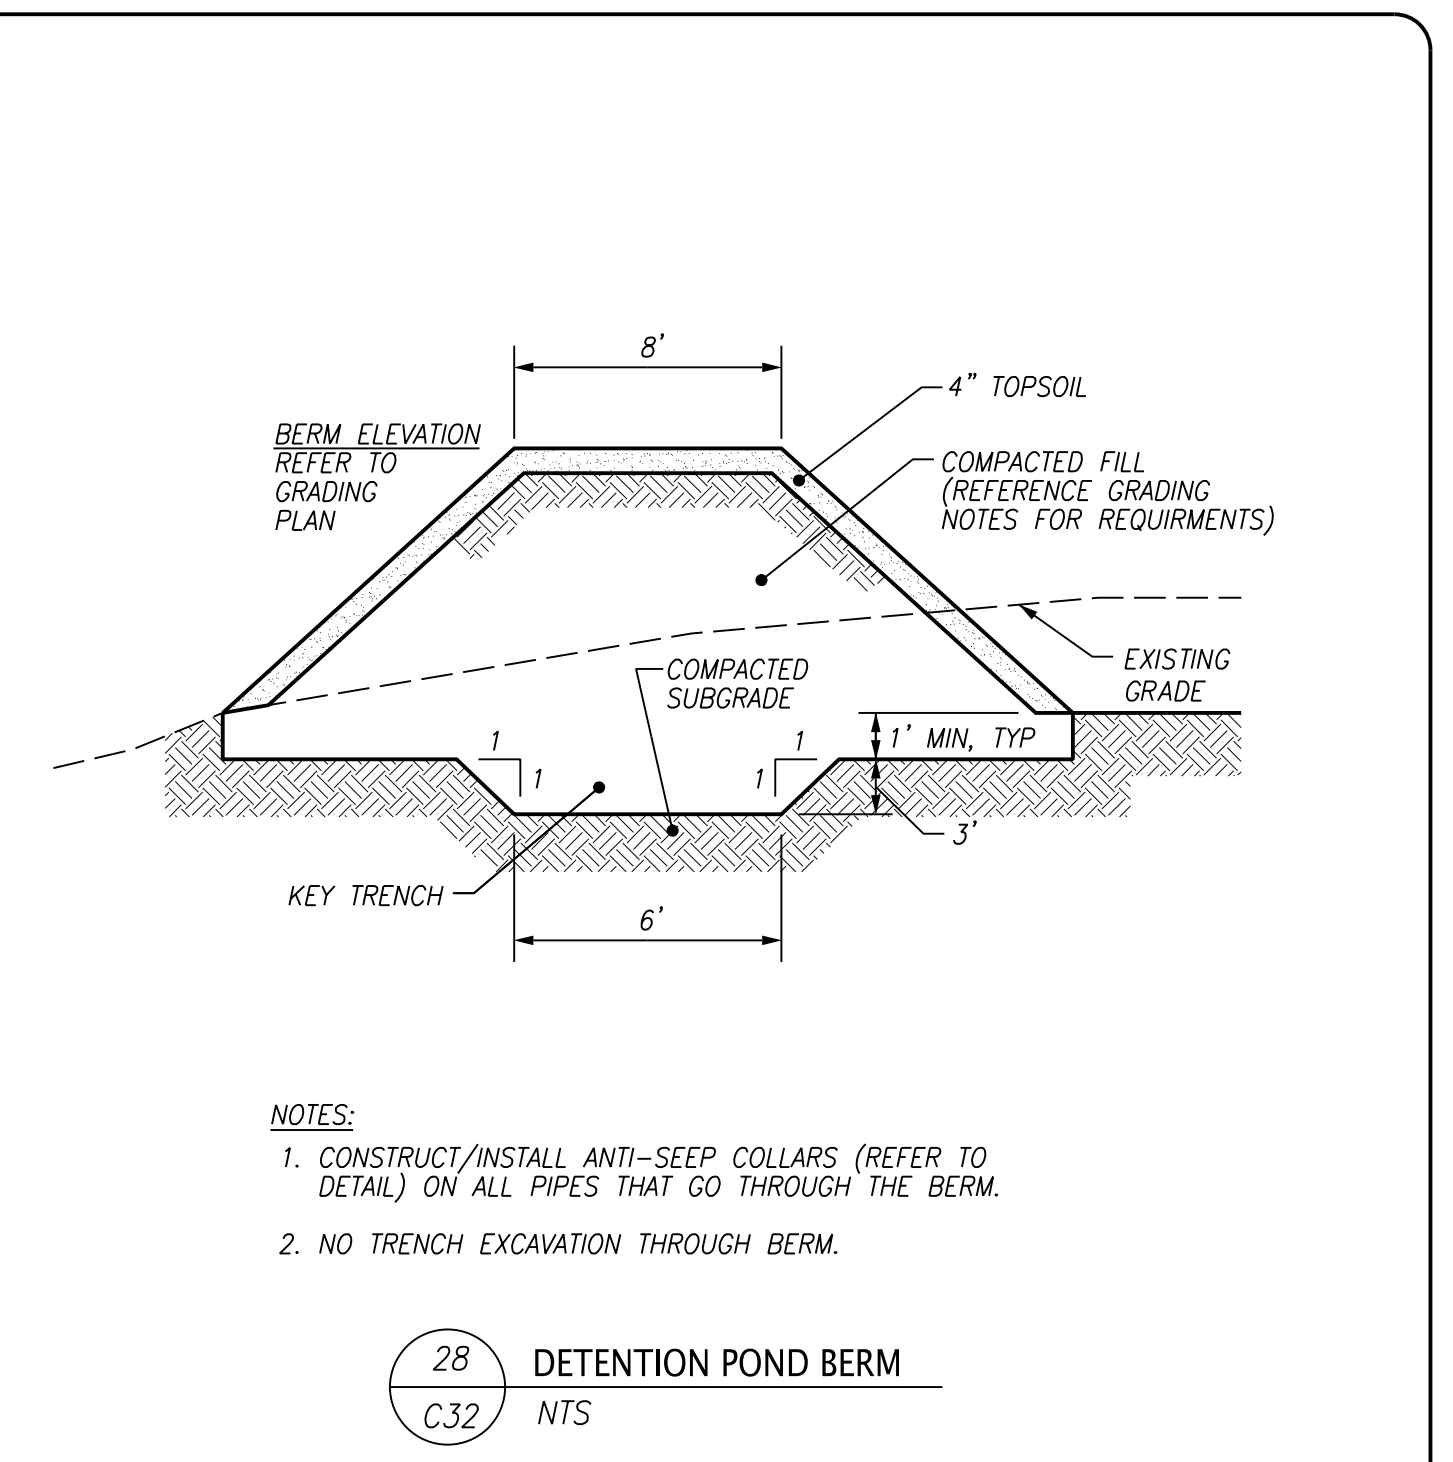 8'
4" TOPSOIL
BERM ELEVATION
REFER TO
GRADING
PLAN
COMPACTED FILL
(REFERENCE GRADING
NOTES FOR REQUIRMENTS)
EXISTING
GRADE
COMPACTED
SUBGRADE
1' MIN, TYP
1
1
1
1
3'
KEY TRENCH
6'
NOTES:
1. CONSTRUCT/INSTALL ANTI-SEEP COLLARS (REFER TO
DETAIL) ON ALL PIPES THAT GO THROUGH THE BERM.
2. NO TRENCH EXCAVATION THROUGH BERM.
28
DETENTION POND BERM
C32
NTS